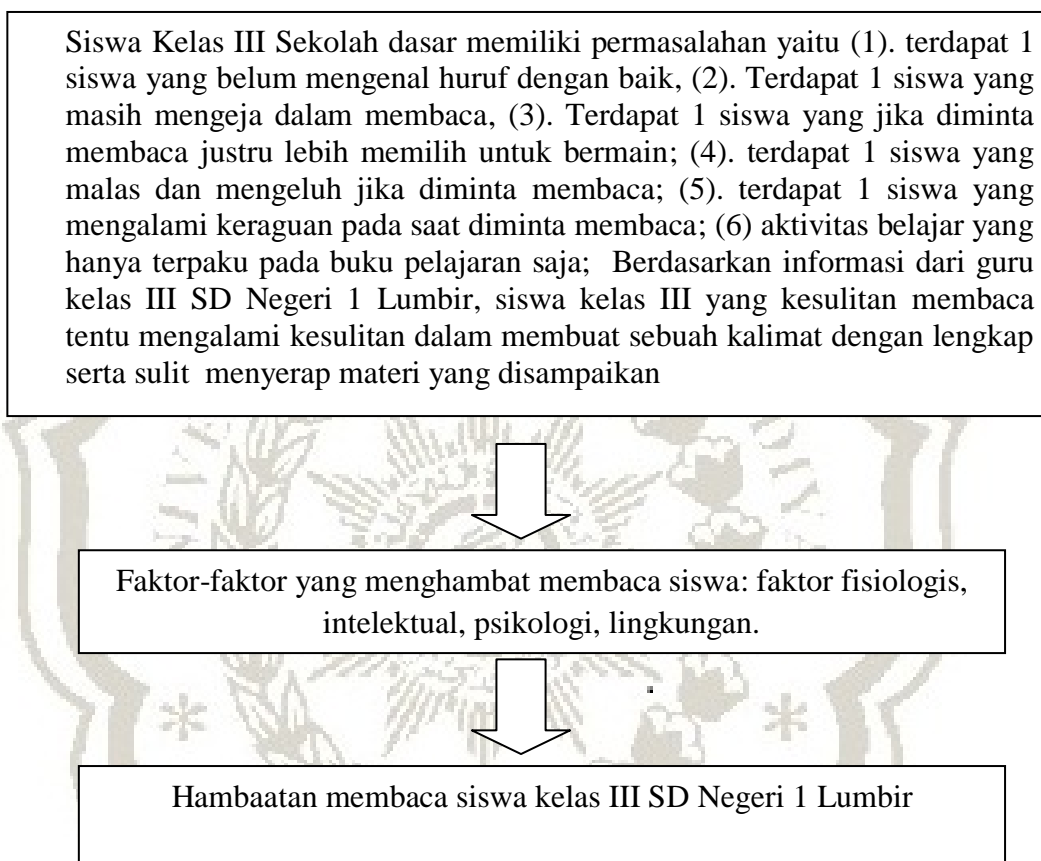 Siswa Kelas III Sekolah dasar memiliki permasalahan yaitu (1). terdapat 1
siswa yang belum mengenal huruf dengan baik, (2). Terdapat 1 siswa yang
masih mengeja dalam membaca, (3). Terdapat 1 siswa yang jika diminta
membaca justru lebih memilih untuk bermain; (4). terdapat 1 siswa yang
malas dan mengeluh jika diminta membaca; (5). terdapat 1 siswa yang
mengalami keraguan pada saat diminta membaca; (6) aktivitas belajar yang
hanya terpaku pada buku pelajaran saja; Berdasarkan informasi dari guru
kelas III SD Negeri 1 Lumbir, siswa kelas III yang kesulitan membaca
tentu mengalami kesulitan dalam membuat sebuah kalimat dengan lengkap
serta sulit menyerap materi yang disampaikan
Faktor-faktor yang menghambat membaca siswa: faktor fisiologis,
intelektual, psikologi, lingkungan.
Hambaatan membaca siswa kelas III SD Negeri 1 Lumbir